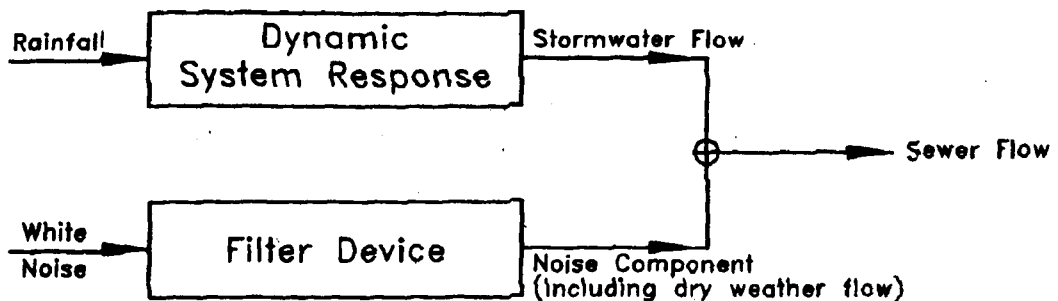 Rainfall
Dynamic
System Response
Stormwater Flow
Sewer Flow
White
Noise
Filter Device
Noise Component
(including dry weather flow)